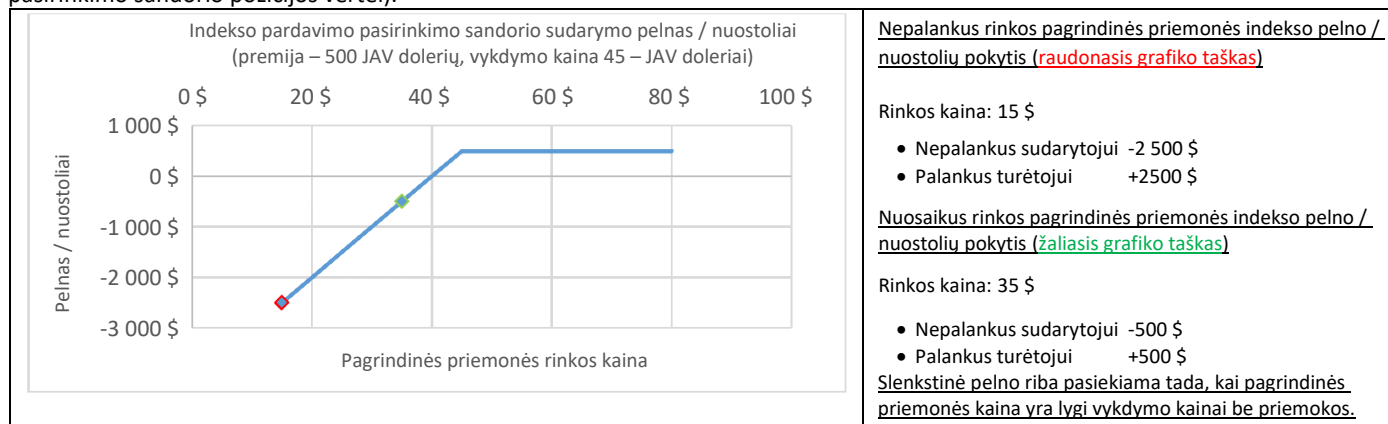 pasirinkimo sandorio pozicijos vertei).
Indekso pardavimo pasirinkimo sandorio sudarymo pelnas / nuostoliai
(premija – 500 JAV dolerių, vykdymo kaina 45 – JAV doleriai)
0 $ 20 $ 40 $ 60 $ 80 $ 100 $
1 000 $
0 $
-1 000 $
-2 000 $
-3 000 $
Pelnas / nuostoliai
Pagrindinės priemonės rinkos kaina
Nepalankus rinkos pagrindinės priemonės indekso pelno /
nuostolių pokytis (raudonasis grafiko taškas)
Rinkos kaina: 15 $
• Nepalankus sudarytojui -2 500 $
• Palankus turėtojui +2500 $
Nuosaikus rinkos pagrindinės priemonės indekso pelno /
nuostolių pokytis (žaliasis grafiko taškas)
Rinkos kaina: 35 $
• Nepalankus sudarytojui -500 $
• Palankus turėtojui +500 $
Slenkstinė pelno riba pasiekiama tada, kai pagrindinės
priemonės kaina yra lygi vykdymo kainai be priemokos.